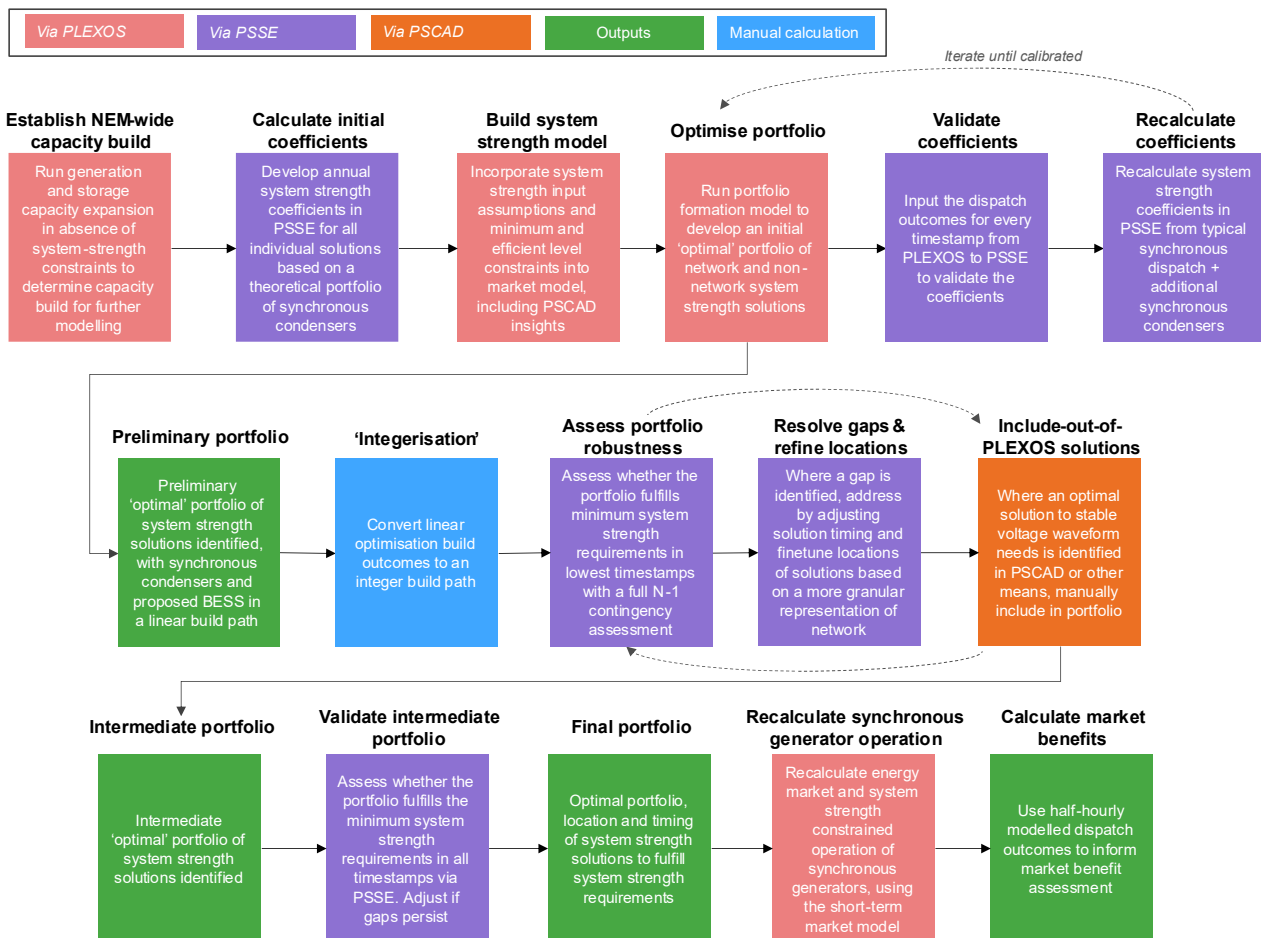 Via PLEXOS
Via PSSE
Via PSCAD
Outputs
Manual calculation
Iterate until calibrated
Establish NEM-wide
capacity build
Run generation
and storage
capacity expansion
in absence of
system-strength
constraints to
determine capacity
build for further
modelling
Calculate initial
coefficients
Develop annual
system strength
coefficients in
PSSE for all
individual solutions
based on a
theoretical portfolio
of synchronous
condensers
Build system
strength model
Incorporate system
strength input
assumptions and
minimum and
efficient level
constraints into
market model,
including PSCAD
insights
Optimise portfolio
Run portfolio
formation model to
develop an initial
‘optimal’ portfolio of
network and non-
network system
strength solutions
Validate
coefficients
Input the dispatch
outcomes for every
timestamp from
PLEXOS to PSSE
to validate the
coefficients
Recalculate
coefficients
Recalculate system
strength
coefficients in
PSSE from typical
synchronous
dispatch +
additional
synchronous
condensers
Preliminary portfolio
Preliminary
‘optimal’ portfolio of
system strength
solutions identified,
with synchronous
condensers and
proposed BESS in
a linear build path
‘Integerisation’
Convert linear
optimisation build
outcomes to an
integer build path
Assess portfolio
robustness
Assess whether the
portfolio fulfills
minimum system
strength
requirements in
lowest timestamps
with a full N-1
contingency
assessment
Resolve gaps &
refine locations
Where a gap is
identified, address
by adjusting
solution timing and
finetune locations
of solutions based
on a more granular
representation of
network
Include-out-of-
PLEXOS solutions
Where an optimal
solution to stable
voltage waveform
needs is identified
in PSCAD or other
means, manually
include in portfolio
Intermediate portfolio
Intermediate
‘optimal’ portfolio of
system strength
solutions identified
Validate intermediate
portfolio
Assess whether the
portfolio fulfills the
minimum system
strength
requirements in all
timestamps via
PSSE. Adjust if
gaps persist
Final portfolio
Optimal portfolio,
location and timing
of system strength
solutions to fulfill
system strength
requirements
Recalculate synchronous
generator operation
Recalculate energy
market and system
strength
constrained
operation of
synchronous
generators, using
the short-term
market model
Calculate market
benefits
Use half-hourly
modelled dispatch
outcomes to inform
market benefit
assessment